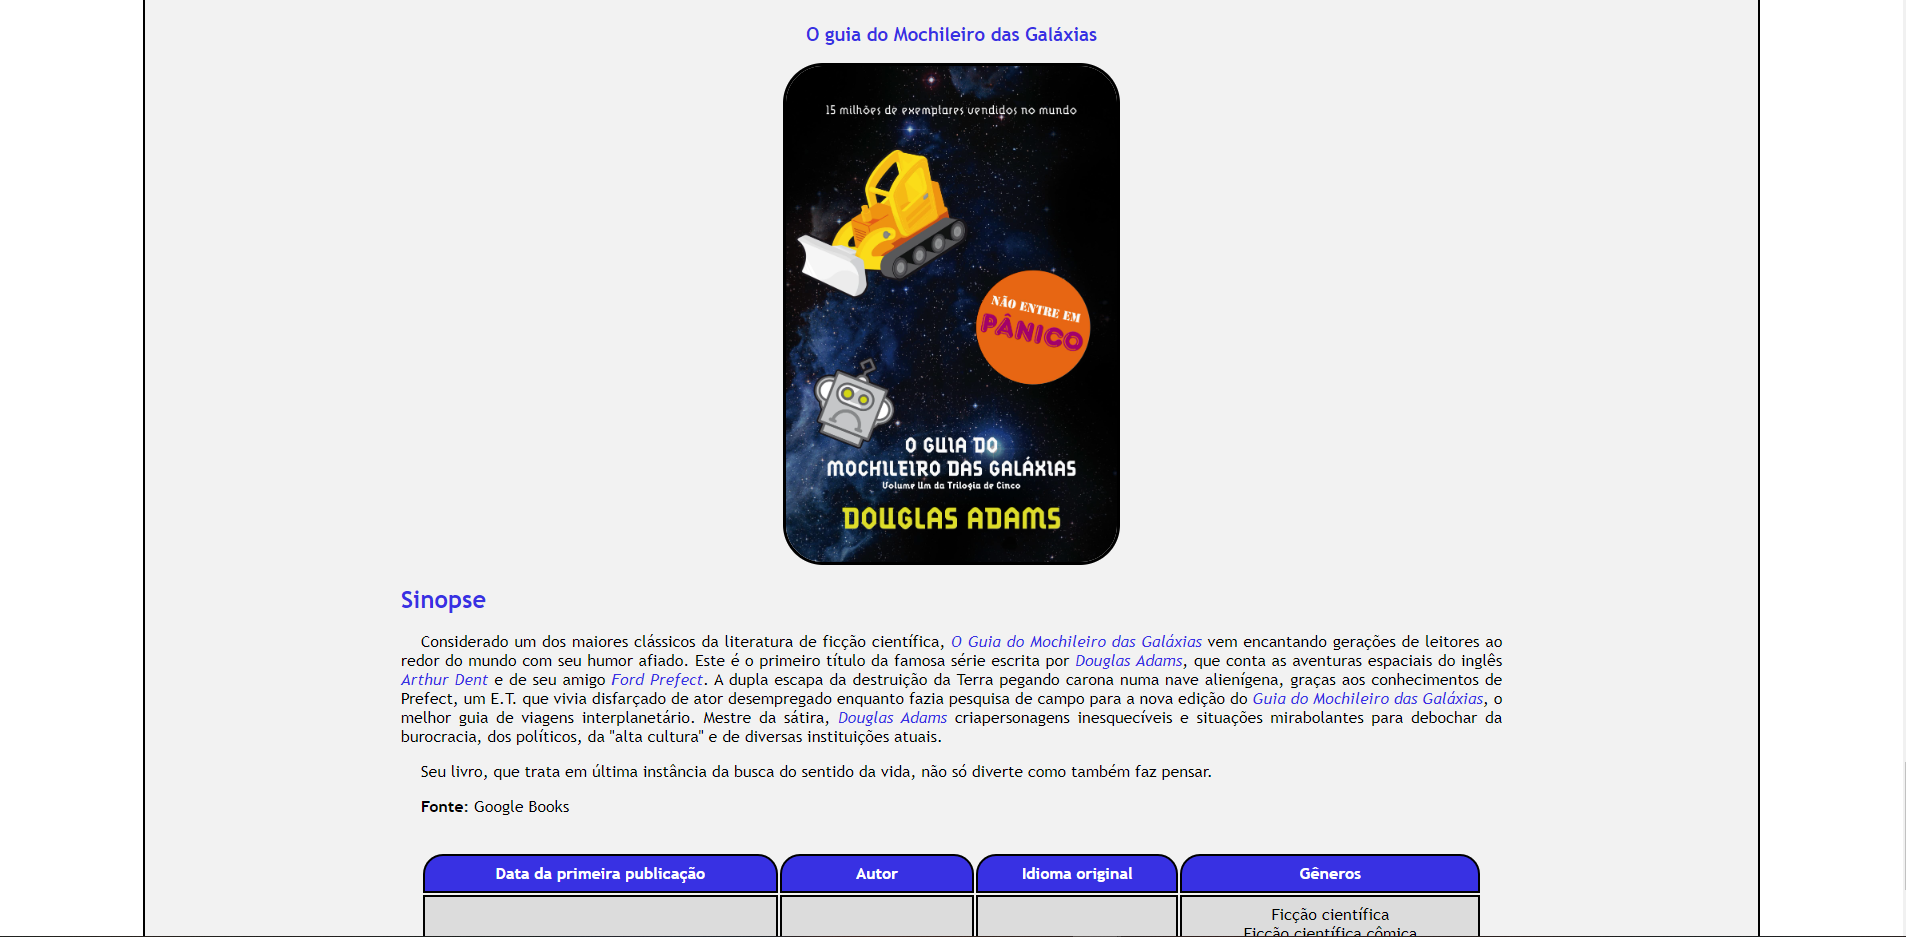 O guia do Mochileiro das Galáxias
15 milhões de exemplares vendidos no mundo
NÃO ENTRE EM
PÂNICO
O GUIA DO
MOCHILEIRO DAS GALÁXIAS
Volume Um da Trilogia de Cinco
DOUGLAS ADAMS
Sinopse
Considerado um dos maiores clássicos da literatura de ficção científica, O Guia do Mochileiro das Galáxias vem encantando gerações de leitores ao
redor do mundo com seu humor afiado. Este é o primeiro título da famosa série escrita por Douglas Adams, que conta as aventuras espaciais do inglês
Arthur Dent e de seu amigo Ford Prefect. A dupla escapa da destruição da Terra pegando carona numa nave alienígena, graças aos conhecimentos de
Prefect, um E.T. que vivia disfarçado de ator desempregado enquanto fazia pesquisa de campo para a nova edição do Guia do Mochileiro das Galáxias, o
melhor guia de viagens interplanetário. Mestre da sátira, Douglas Adams criapersonagens inesquecíveis e situações mirabolantes para debochar da
burocracia, dos políticos, da "alta cultura" e de diversas instituições atuais.
Seu livro, que trata em última instância da busca do sentido da vida, não só diverte como também faz pensar.
Fonte: Google Books
Data da primeira publicação Autor Idioma original Gêneros
Ficção científica
Ficção científica cômica